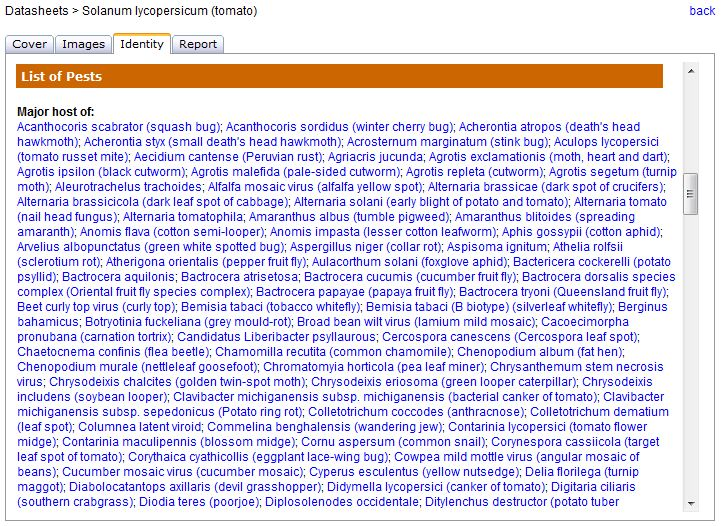 Datasheets > Solanum lycopersicum (tomato)
back
Cover
Images
Identity
Report
List of Pests
Major host of:
Acanthocoris scabrator (squash bug); Acanthocoris sordidus (winter cherry bug); Acherontia atropos (death's head
hawkmoth); Acherontia styx (small death's head hawkmoth); Acrosternum marginatum (stink bug); Aculops lycopersici
(tomato russet mite); Aecidium cantense (Peruvian rust); Agriacris jucunda; Agrotis exclamationis (moth, heart and dart);
Agrotis ipsilon (black cutworm); Agrotis malefida (pale-sided cutworm); Agrotis repleta (cutworm); Agrotis segetum (turnip
moth); Aleurotrachelus trachoides; Alfalfa mosaic virus (alfalfa yellow spot); Alternaria brassicae (dark spot of crucifers);
Alternaria brassicicola (dark leaf spot of cabbage); Alternaria solani (early blight of potato and tomato); Alternaria tomato
(nail head fungus); Alternaria tomatophila; Amaranthus albus (tumble pigweed); Amaranthus blitoides (spreading
amaranth); Anomis flava (cotton semi-looper); Anomis impasta (lesser cotton leafworm); Aphis gossypii (cotton aphid);
Arvelius albopunctatus (green white spotted bug); Aspergillus niger (collar rot); Aspisoma ignitum; Athelia rolfsii
(sclerotium rot); Atherigona orientalis (pepper fruit fly); Aulacorthum solani (foxglove aphid); Bactericera cockerelli (potato
psyllid); Bactrocera aquilonis; Bactrocera atrisetosa; Bactrocera cucumis (cucumber fruit fly); Bactrocera dorsalis species
complex (Oriental fruit fly species complex); Bactrocera papayae (papaya fruit fly); Bactrocera tryoni (Queensland fruit fly);
Beet curly top virus (curly top); Bemisia tabaci (tobacco whitefly); Bemisia tabaci (B biotype) (silverleaf whitefly); Berginus
bahamicus; Botryotinia fuckeliana (grey mould-rot); Broad bean wilt virus (lamium mild mosaic); Cacoecimorpha
pronubana (carnation tortrix); Candidatus Liberibacter psyllaurous; Cercospora canescens (Cercospora leaf spot);
Chaetocnema confinis (flea beetle); Chamomilla recutita (common chamomile); Chenopodium album (fat hen);
Chenopodium murale (nettleleaf goosefoot); Chromatomyia horticola (pea leaf miner); Chrysanthemum stem necrosis
virus; Chrysodeixis chalcites (golden twin-spot moth); Chrysodeixis eriosoma (green looper caterpillar); Chrysodeixis
includens (soybean looper); Clavibacter michiganensis subsp. michiganensis (bacterial canker of tomato); Clavibacter
michiganensis subsp. sepedonicus (Potato ring rot); Colletotrichum coccodes (anthracnose); Colletotrichum dematium
(leaf spot); Columnea latent viroid; Commelina benghalensis (wandering jew); Contarinia lycopersici (tomato flower
midge); Contarinia maculipennis (blossom midge); Cornu aspersum (common snail); Corynespora cassiicola (target
leaf spot of tomato); Corythaica cyathicollis (eggplant lace-wing bug); Cowpea mild mottle virus (angular mosaic of
beans); Cucumber mosaic virus (cucumber mosaic); Cyperus esculentus (yellow nutsedge); Delia florilega (turnip
maggot); Diabolocatantops axillaris (devil grasshopper); Didymella lycopersici (canker of tomato); Digitaria ciliaris
(southern crabgrass); Diodia teres (poorjoe); Diplosolenodes occidentale; Ditylenchus destructor (potato tuber